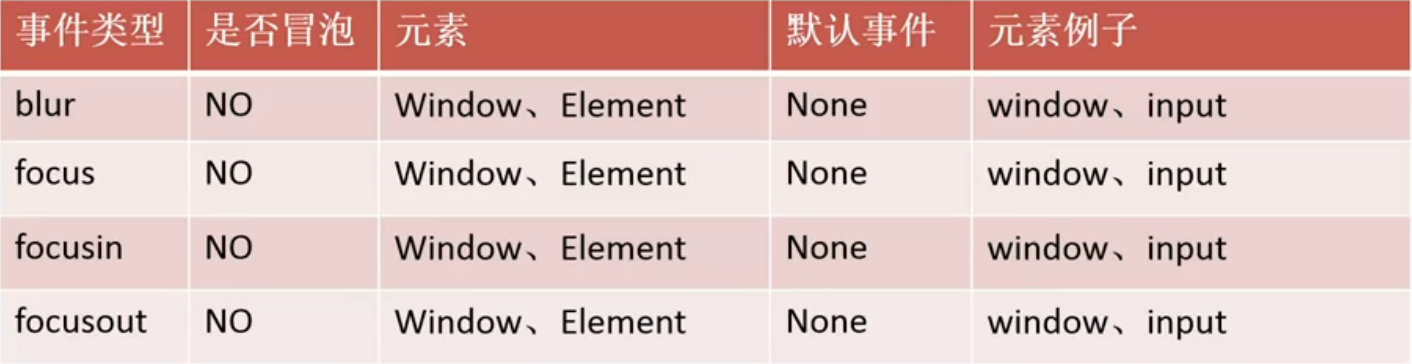 事件类型 是否冒泡 元素 默认事件 元素例子
blur NO Window、Element None window、input
focus NO Window、Element None window、input
focusin NO Window、Element None window、input
focusout NO Window、Element None window、input